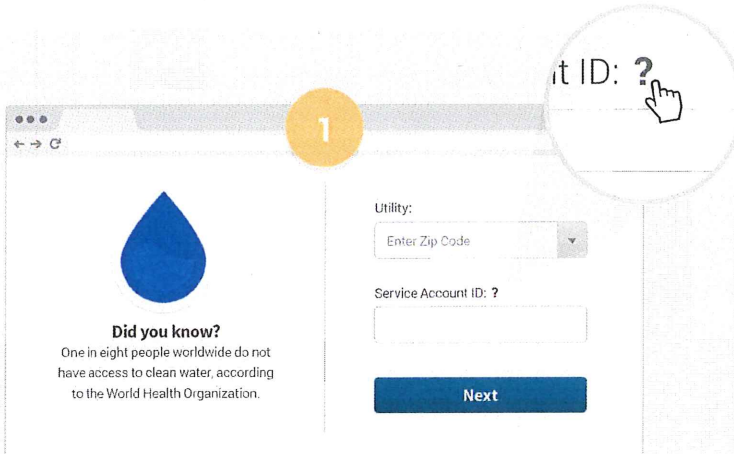 it ID: ?
1
Utility:
Enter Zip Code
Service Account ID: ?
Next
Did you know?
One in eight people worldwide do not
have access to clean water, according
to the World Health Organization.